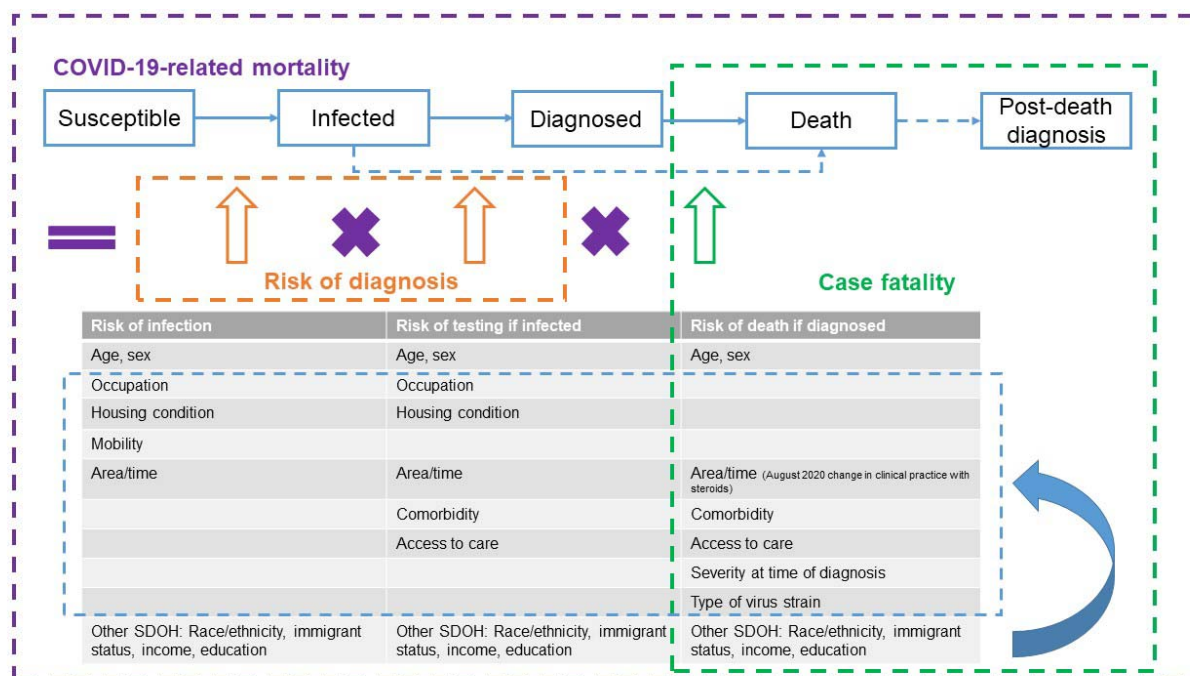 COVID-19-related mortality
Susceptible
Infected
Diagnosed
Death
Post-death
diagnosis
Risk of diagnosis
Case fatality
Risk of infection
Risk of testing if infected
Risk of death if diagnosed
Age, sex
Age, sex
Age, sex
Occupation
Occupation
Housing condition
Housing condition
Mobility
Area/time
Area/time
Area/time (August 2020 change in clinical practice with
steroids)
Comorbidity
Comorbidity
Access to care
Access to care
Severity at time of diagnosis
Type of virus strain
Other SDOH: Race/ethnicity, immigrant
status, income, education
Other SDOH: Race/ethnicity, immigrant
status, income, education
Other SDOH: Race/ethnicity, immigrant
status, income, education